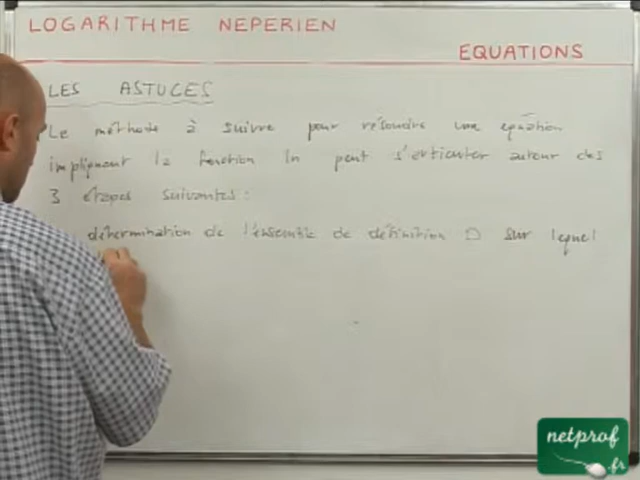 LOGARITHME NEPERIEN
EQUATIONS
LES ASTUCES
Le méthode à suivre pour résoudre une équation
impliquant la fonction ln peut s'articuler autour des
3 étapes suivantes :
détermination de l'ensemble de définition D sur lequel
netprof
.fr